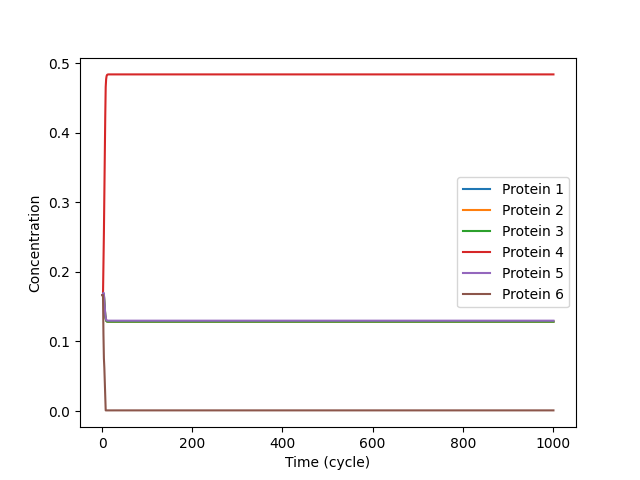 0.5
0.4
0.3
0.2
0.1
0.0
Concentration
Protein 1
Protein 2
Protein 3
Protein 4
Protein 5
Protein 6
0
200
400
600
800
1000
Time (cycle)